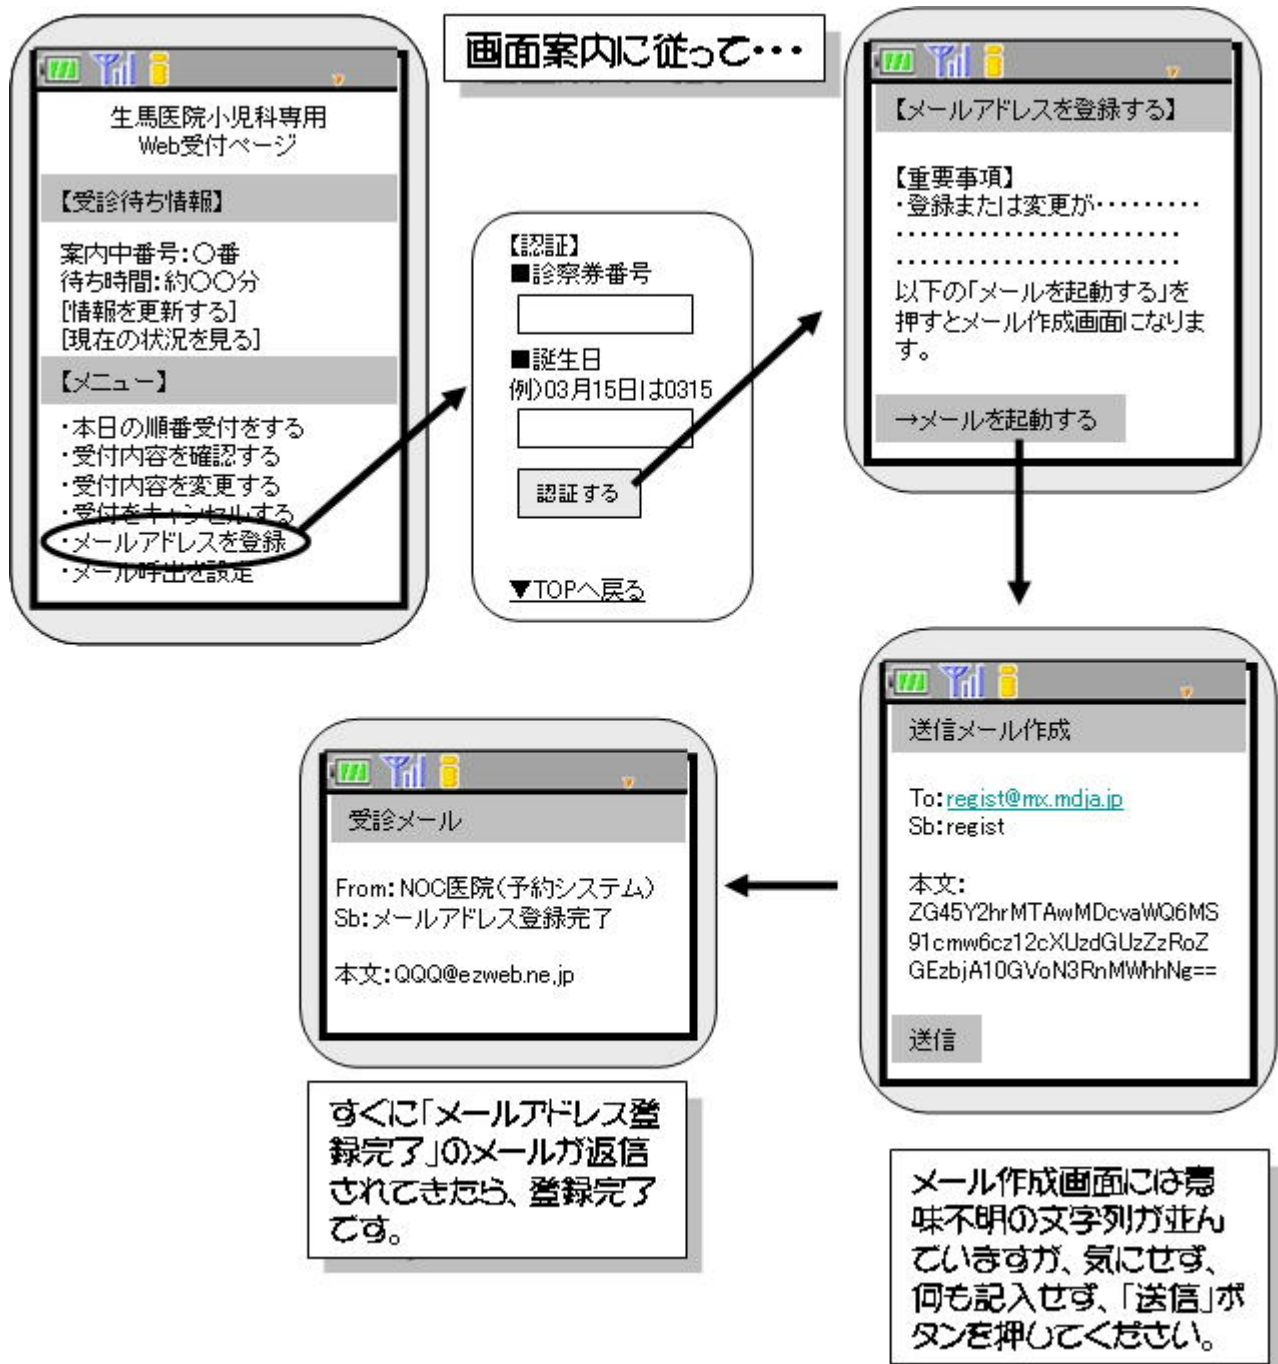 画面案内に従って・・・
生馬医院小児科専用
Web受付ページ
【受診待ち情報】
案内中番号:〇番
待ち時間:約〇〇分
[情報を更新する]
[現在の状況を見る]
【メニュー】
・本日の順番受付をする
・受付内容を確認する
・受付内容を変更する
・受付をキャンセルする
・メールアドレスを登録
・メール呼出を設定
【認証】
■診察券番号
■誕生日
例)03月15日は0315
認証する
▼TOPへ戻る
【メールアドレスを登録する】
【重要事項】
・登録または変更が・・・・・・・・・
・・・・・・・・・・・・・・・・・・・・・・・・
・・・・・・・・・・・・・・・・・・・・・・・・
以下の「メールを起動する」を
押すとメール作成画面になりま
す。
→メールを起動する
送信メール作成
To:regist@mx.mdja.jp
Sb:regist
本文:
ZG45Y2hrMTAwMDcvaWQ6MS
91cmw6cz12cXUzdGUzZzRoZ
GEzbjA10GVoN3RnMWhhNg==
送信
メール作成画面には意
味不明の文字列が並ん
でいますが、気にせず、
何も記入せず、「送信」ボ
タンを押してください。
受診メール
From:NOC医院(予約システム)
Sb:メールアドレス登録完了
本文:QQQ@ezweb.ne.jp
すぐに「メールアドレス登
録完了」のメールが返信
されてきたら、登録完了
です。